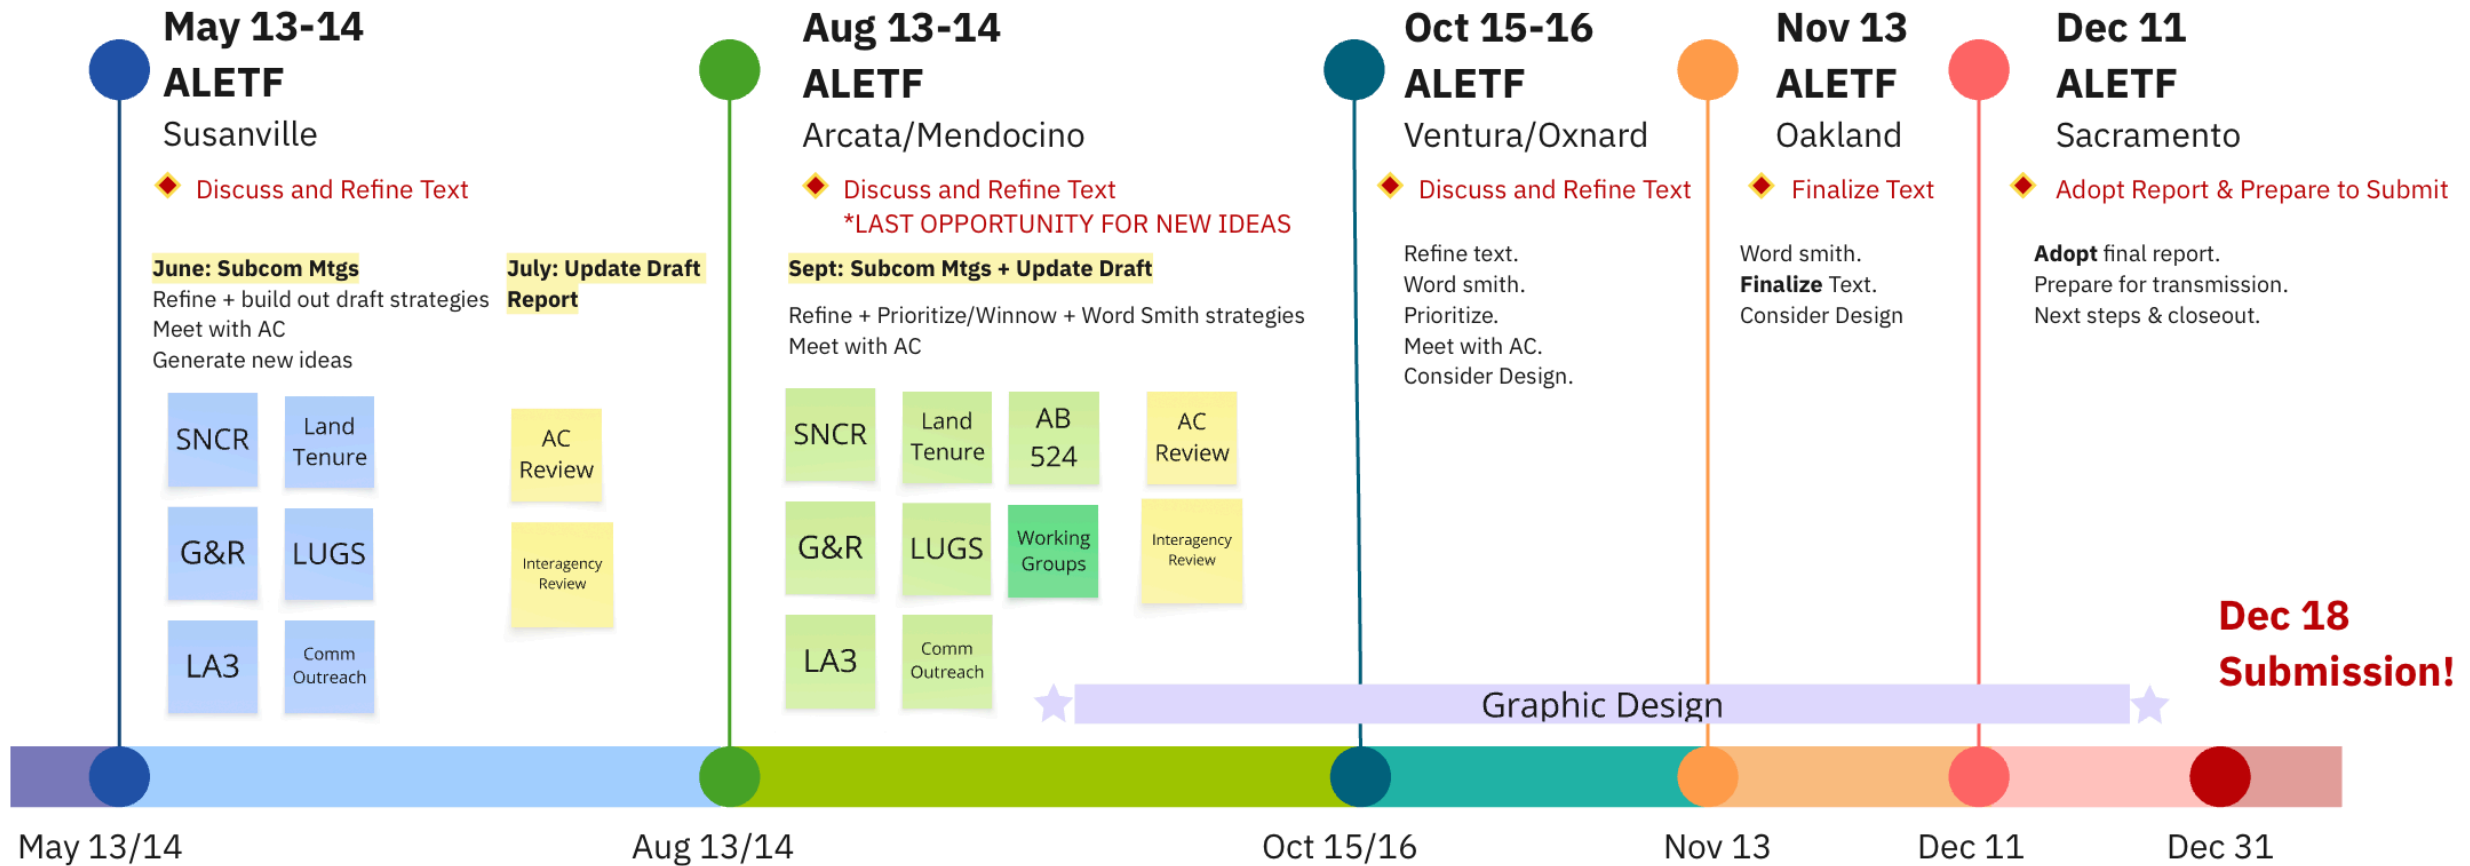 May 13-14
ALETF
Susanville
Discuss and Refine Text
June: Subcom Mtgs
Refine + build out draft strategies
Meet with AC
Generate new ideas
July: Update Draft
Report
SNCR
Land
Tenure
G&R
LUGS
LA3
Comm
Outreach
AC
Review
Interagency
Review
Aug 13-14
ALETF
Arcata/Mendocino
Discuss and Refine Text
*LAST OPPORTUNITY FOR NEW IDEAS
Sept: Subcom Mtgs + Update Draft
Refine + Prioritize/Winnow + Word Smith strategies
Meet with AC
SNCR
Land
Tenure
AB
524
G&R
LUGS
Working
Groups
LA3
Comm
Outreach
AC
Review
Interagency
Review
Oct 15-16
ALETF
Ventura/Oxnard
Discuss and Refine Text
Refine text.
Word smith.
Prioritize.
Meet with AC.
Consider Design.
Nov 13
ALETF
Oakland
Finalize Text
Word smith.
Finalize Text.
Consider Design
Dec 11
ALETF
Sacramento
Adopt Report & Prepare to Submit
Adopt final report.
Prepare for transmission.
Next steps & closeout.
Dec 18
Submission!
Graphic Design
May 13/14
Aug 13/14
Oct 15/16
Nov 13
Dec 11
Dec 31